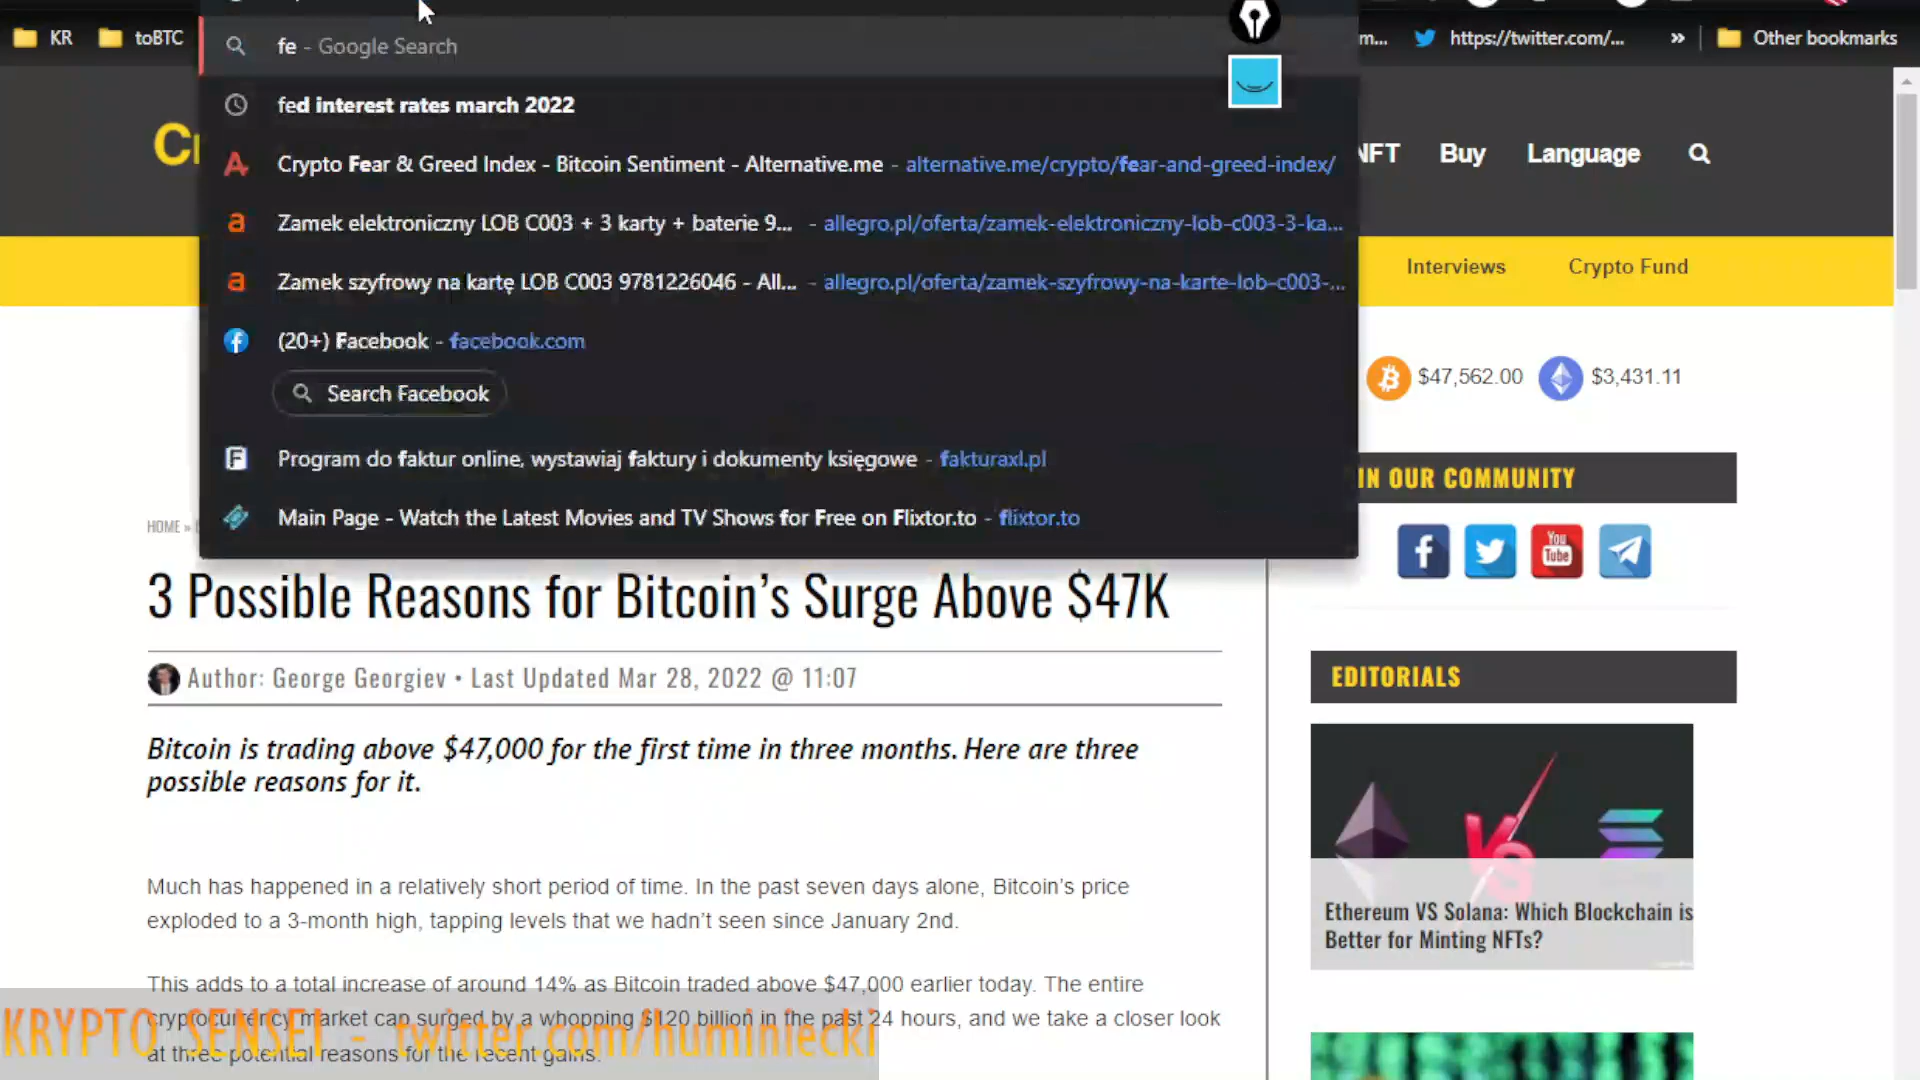 KR
toBTC
fe - Google Search
m...
https://twitter.com/...
»
Other bookmarks
fed interest rates march 2022
Crypto Fear & Greed Index - Bitcoin Sentiment - Alternative.me - alternative.me/crypto/fear-and-greed-index/
Zamek elektroniczny LOB C003 + 3 karty + baterie 9... - allegro.pl/oferta/zamek-elektroniczny-lob-c003-3-ka...
Zamek szyfrowy na kartę LOB C003 9781226046 - All... - allegro.pl/oferta/zamek-szyfrowy-na-karte-lob-c003-...
(20+) Facebook - facebook.com
Search Facebook
Program do faktur online, wystawiaj faktury i dokumenty księgowe - fakturaxl.pl
Main Page - Watch the Latest Movies and TV Shows for Free on Flixtor.to - flixtor.to
Cr
NFT
Buy
Language
Interviews
Crypto Fund
$47,562.00
$3,431.11
IN OUR COMMUNITY
You
Tube
HOME »
3 Possible Reasons for Bitcoin’s Surge Above $47K
Author: George Georgiev • Last Updated Mar 28, 2022 @ 11:07
Bitcoin is trading above $47,000 for the first time in three months. Here are three
possible reasons for it.
Much has happened in a relatively short period of time. In the past seven days alone, Bitcoin’s price
exploded to a 3-month high, tapping levels that we hadn’t seen since January 2nd.
This adds to a total increase of around 14% as Bitcoin traded above $47,000 earlier today. The entire
cryptocurrency market cap surged by a whopping $120 billion in the past 24 hours, and we take a closer look
at three potential reasons for the recent gains.
EDITORIALS
VS
Ethereum VS Solana: Which Blockchain is
Better for Minting NFTs?
KRYPTO SENSEI - twitter.com/huminiecki